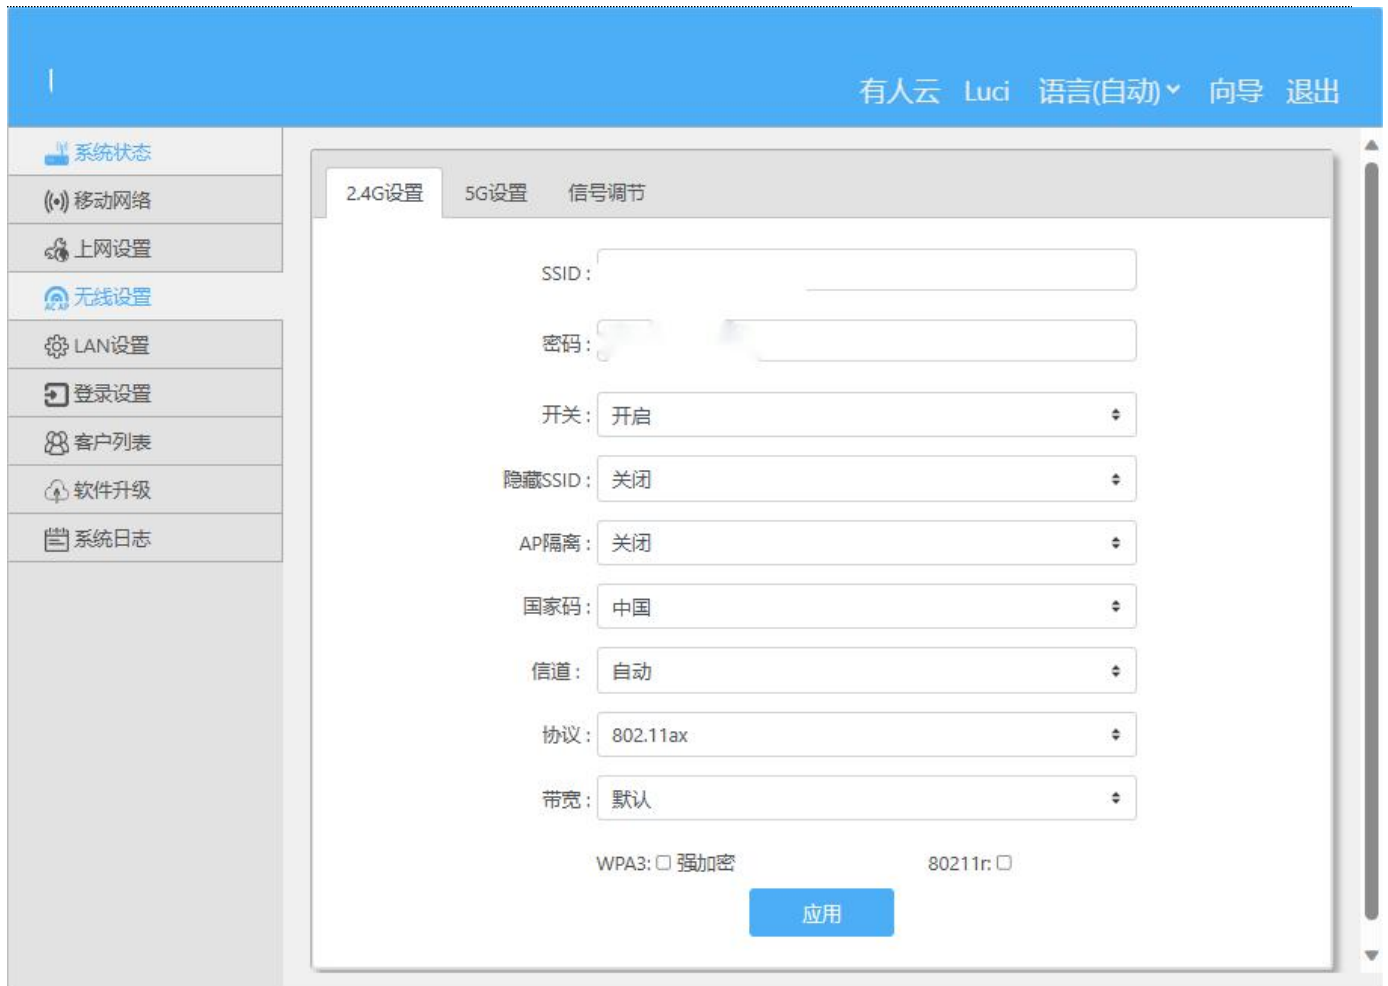 有人云 Luci 语言(自动) 向导 退出
系统状态
移动网络
上网设置
无线设置
LAN设置
登录设置
客户列表
软件升级
系统日志
2.4G设置 5G设置 信号调节
SSID :
密码 :
开关 : 开启
隐藏SSID : 关闭
AP隔离 : 关闭
国家码 : 中国
信道 : 自动
协议 : 802.11ax
带宽 : 默认
WPA3: 强加密 80211r:
应用